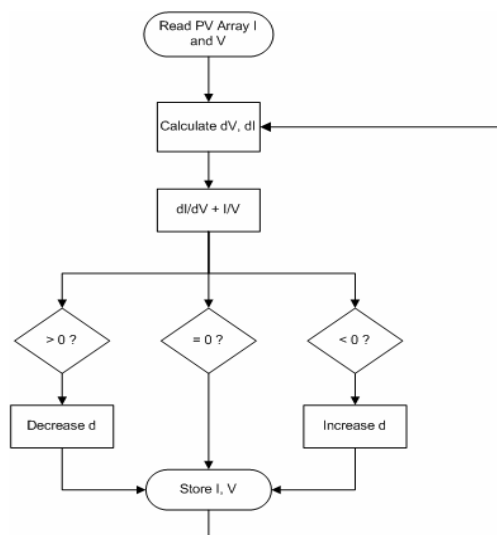 Read PV Array I
and V
Calculate dV, dI
dI/dV + I/V
> 0 ?
= 0 ?
< 0 ?
Decrease d
Increase d
Store I, V